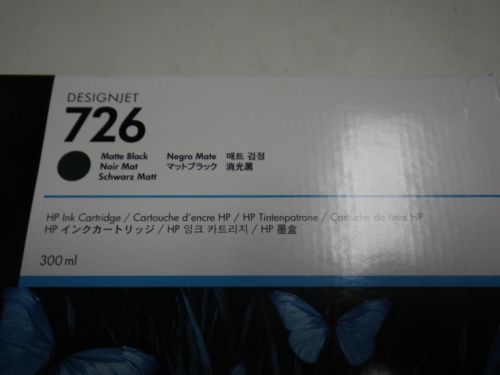 DESIGNJET
726
Matte Black Negro Mate 매트 검정
Noir Mat マットブラック 消光黑
Schwarz Matt
HP Ink Cartridge / Cartouche d'encre HP / HP Tintenpatrone / Cartucho de tinta HP
HP インクカートリッジ / HP 잉크 카트리지 / HP 墨盒
300 ml